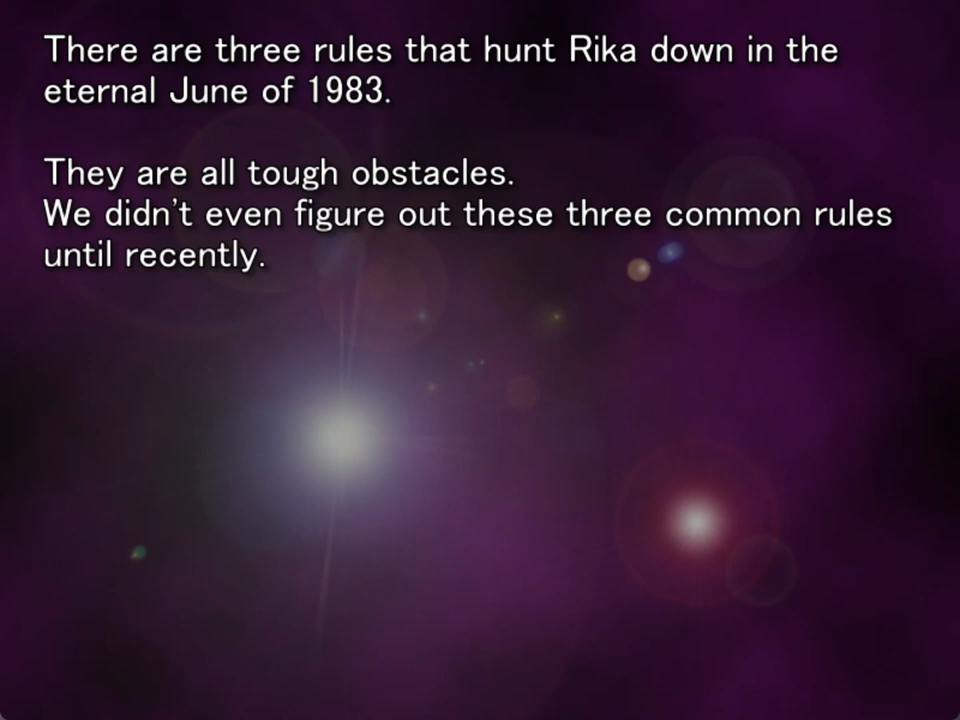 There are three rules that hunt Rika down in the
eternal June of 1983.
They are all tough obstacles.
We didn't even figure out these three common rules
until recently.